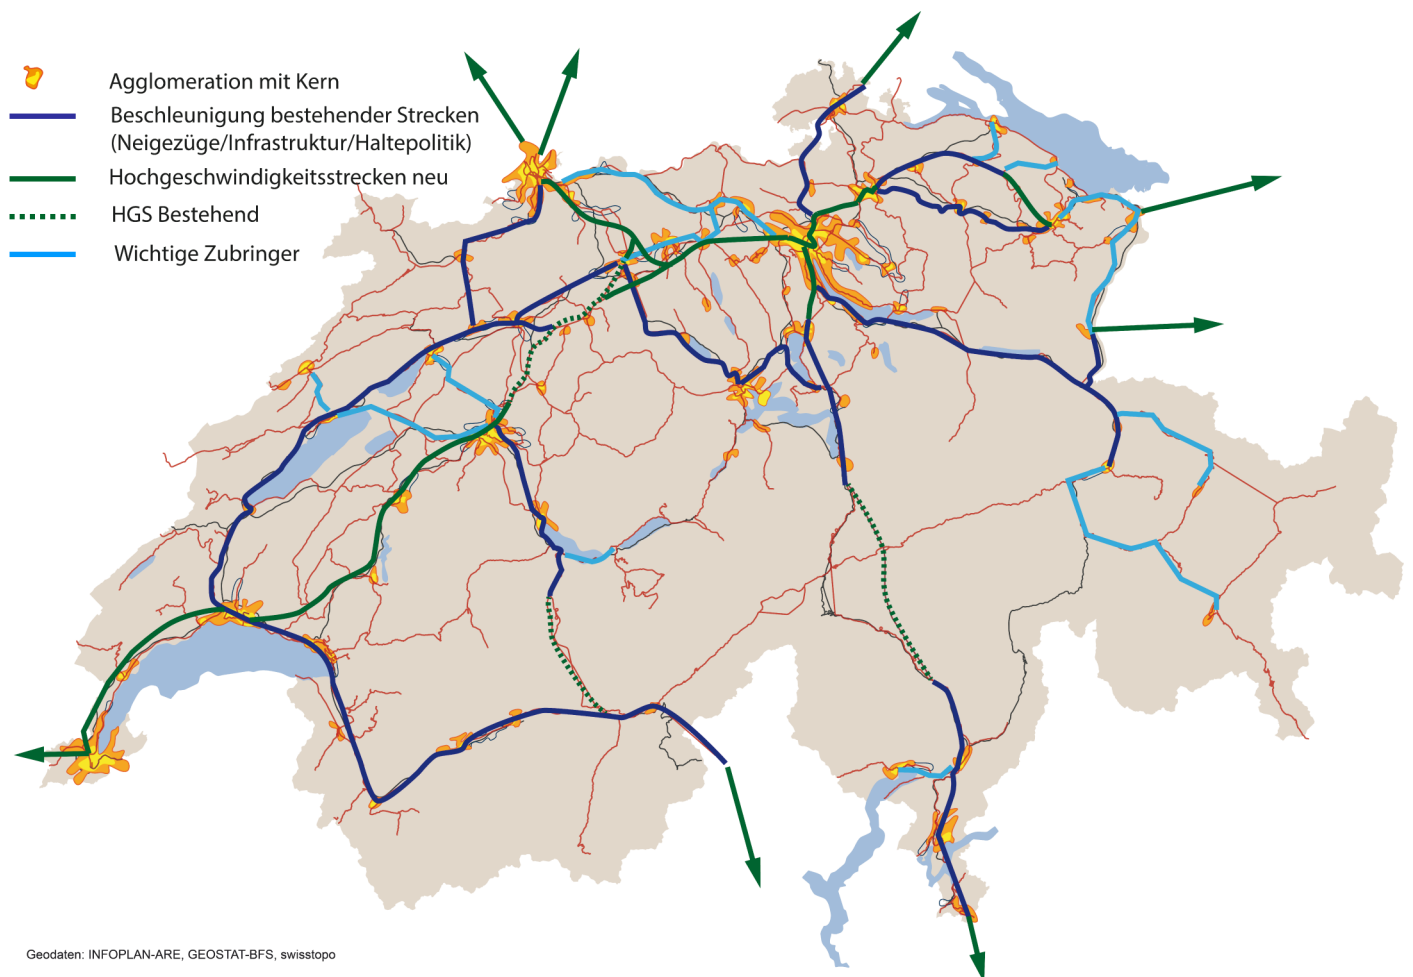 Agglomeration mit Kern
Beschleunigung bestehender Strecken
(Neigezüge/Infrastruktur/Haltepolitik)
Hochgeschwindigkeitsstrecken neu
HGS Bestehend
Wichtige Zubringer
Geodaten: INFOPLAN-ARE, GEOSTAT-BFS, swisstopo